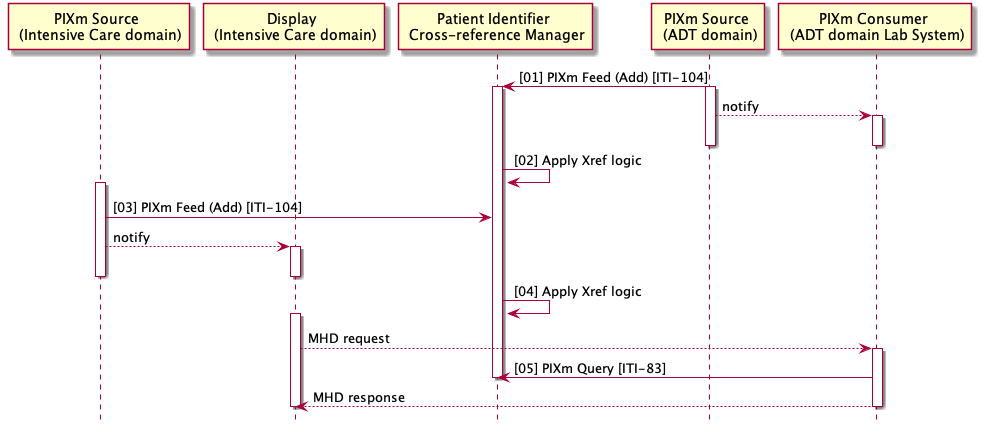 PIXm Source
(Intensive Care domain)
Display
(Intensive Care domain)
Patient Identifier
Cross-reference Manager
PIXm Source
(ADT domain)
PIXm Consumer
(ADT domain Lab System)
[01] PIXm Feed (Add) [ITI-104]
notify
[02] Apply Xref logic
[03] PIXm Feed (Add) [ITI-104]
notify
[04] Apply Xref logic
MHD request
[05] PIXm Query [ITI-83]
MHD response